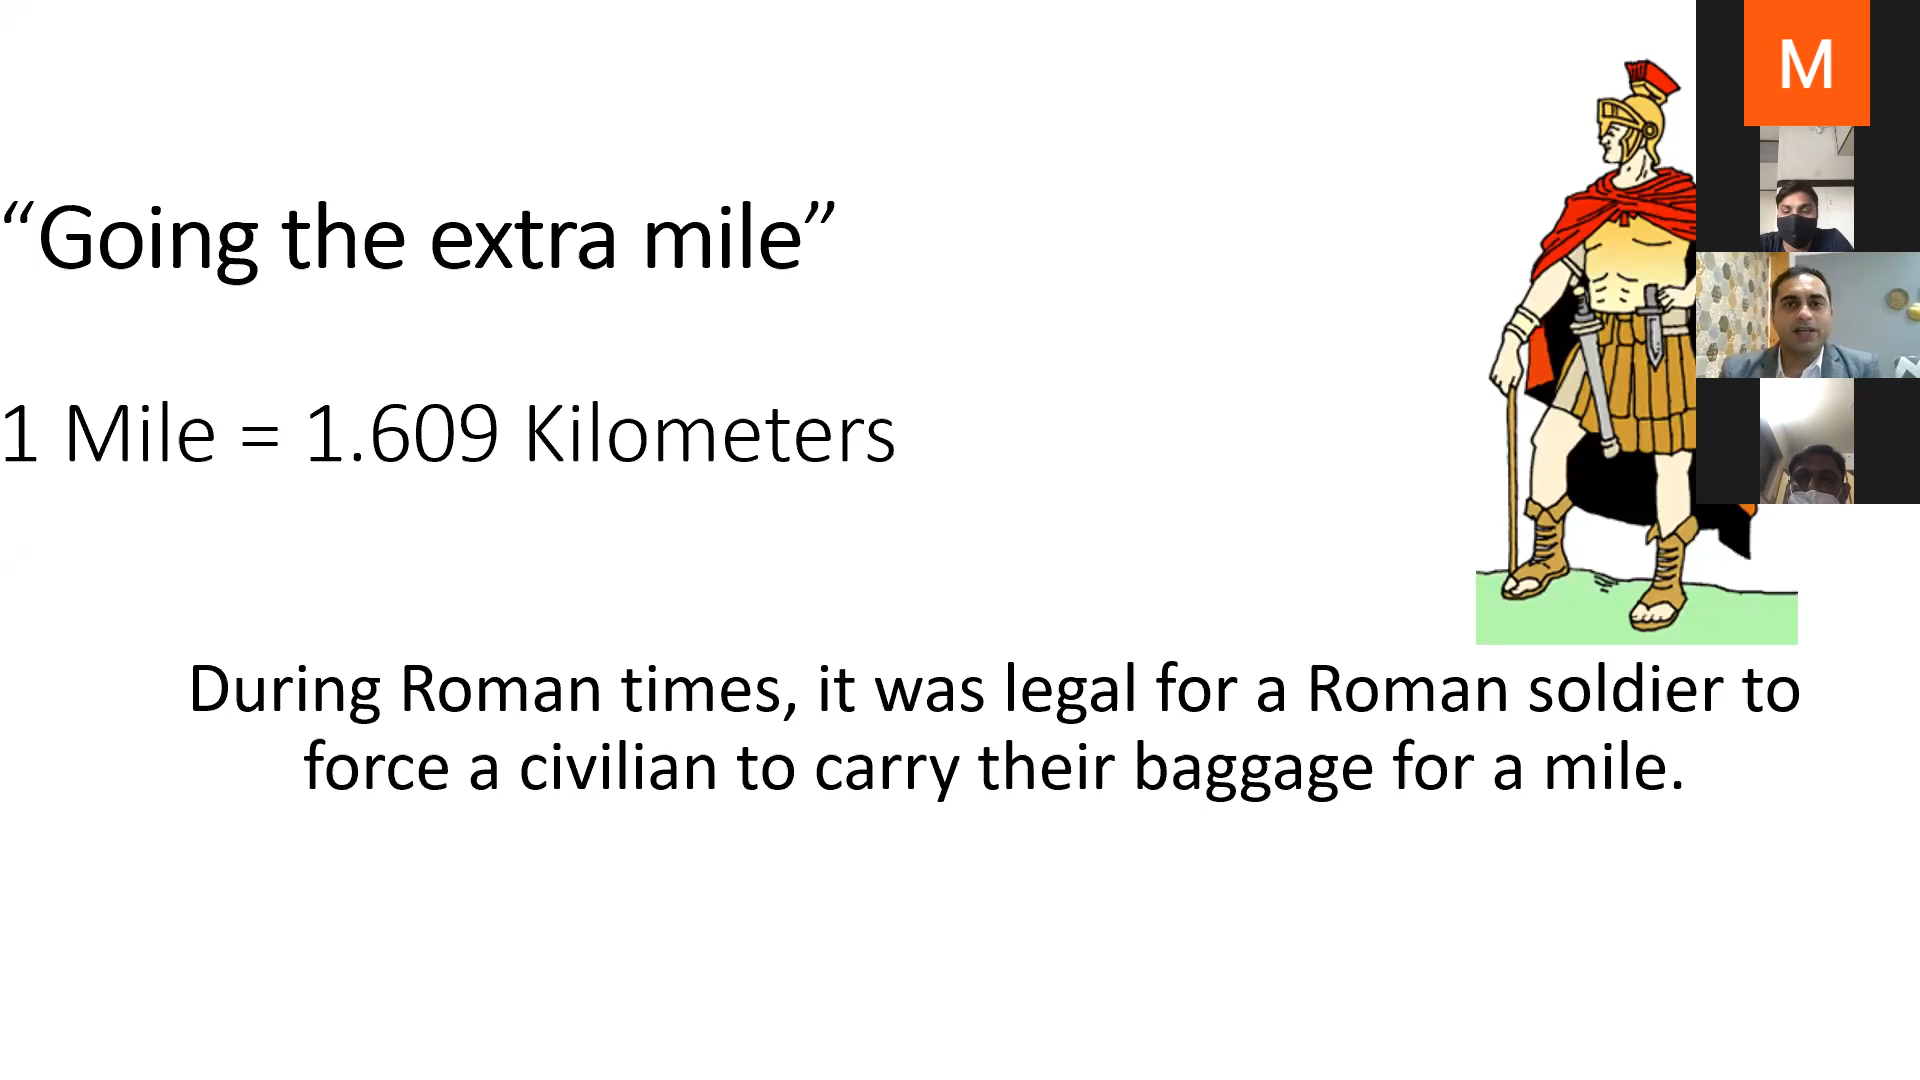 “Going the extra mile”
1 Mile = 1.609 Kilometers
During Roman times, it was legal for a Roman soldier to
force a civilian to carry their baggage for a mile.
M